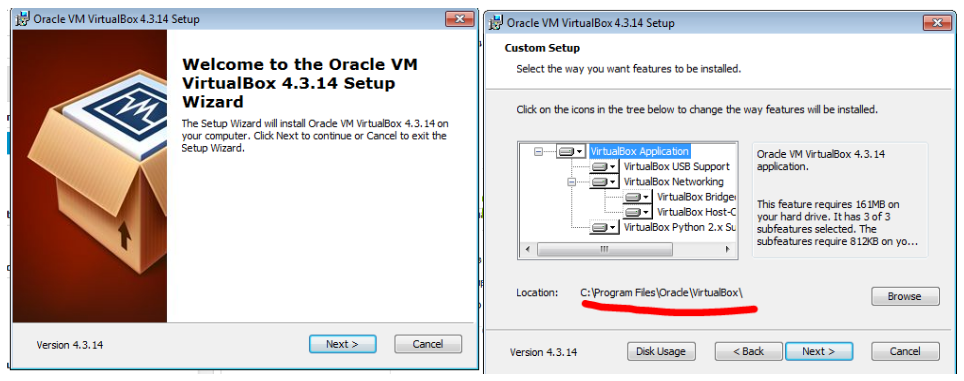 Oracle VM VirtualBox 4.3.14 Setup
Welcome to the Oracle VM
VirtualBox 4.3.14 Setup
Wizard
The Setup Wizard will install Oracle VM VirtualBox 4.3.14 on
your computer. Click Next to continue or Cancel to exit the
Setup Wizard.
Version 4.3.14
Next >
Cancel
Oracle VM VirtualBox 4.3.14 Setup
Custom Setup
Select the way you want features to be installed.
Click on the icons in the tree below to change the way features will be installed.
VirtualBox Application
VirtualBox USB Support
VirtualBox Networking
VirtualBox Bridge
VirtualBox Host-C
VirtualBox Python 2.x Su
Oracle VM VirtualBox 4.3.14
application.
This feature requires 161MB on
your hard drive. It has 3 of 3
subfeatures selected. The
subfeatures require 812KB on yo...
Location: C:\Program Files\Oracle\VirtualBox\
Browse
Version 4.3.14
Disk Usage
< Back
Next >
Cancel